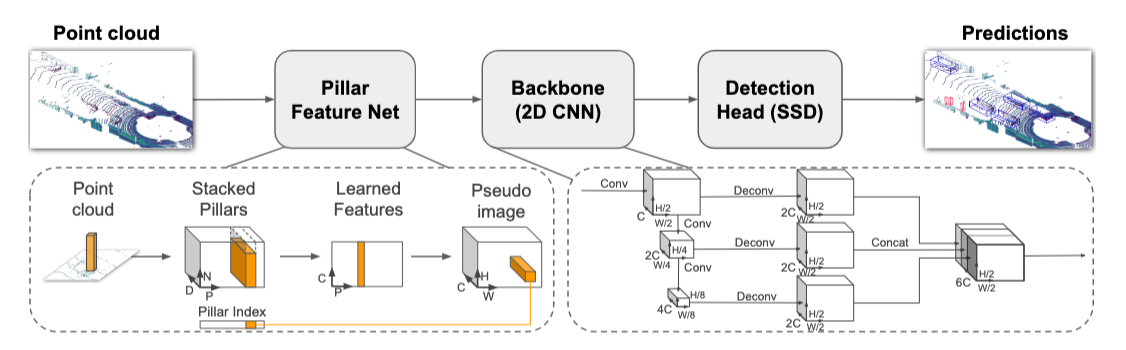 Point cloud
Predictions
Pillar
Feature Net
Backbone
(2D CNN)
Detection
Head (SSD)
Point
cloud
Stacked
Pillars
Learned
Features
Pseudo
image
D
N
P
C
P
C
H
W
Pillar Index
Conv
C
H/2
W/2
Conv
2C
H/4
W/4
Conv
4C
H/8
W/8
Deconv
2C
H/2
W/2
Deconv
2C
H/2
W/2
Deconv
2C
H/2
W/2
Concat
6C
H/2
W/2